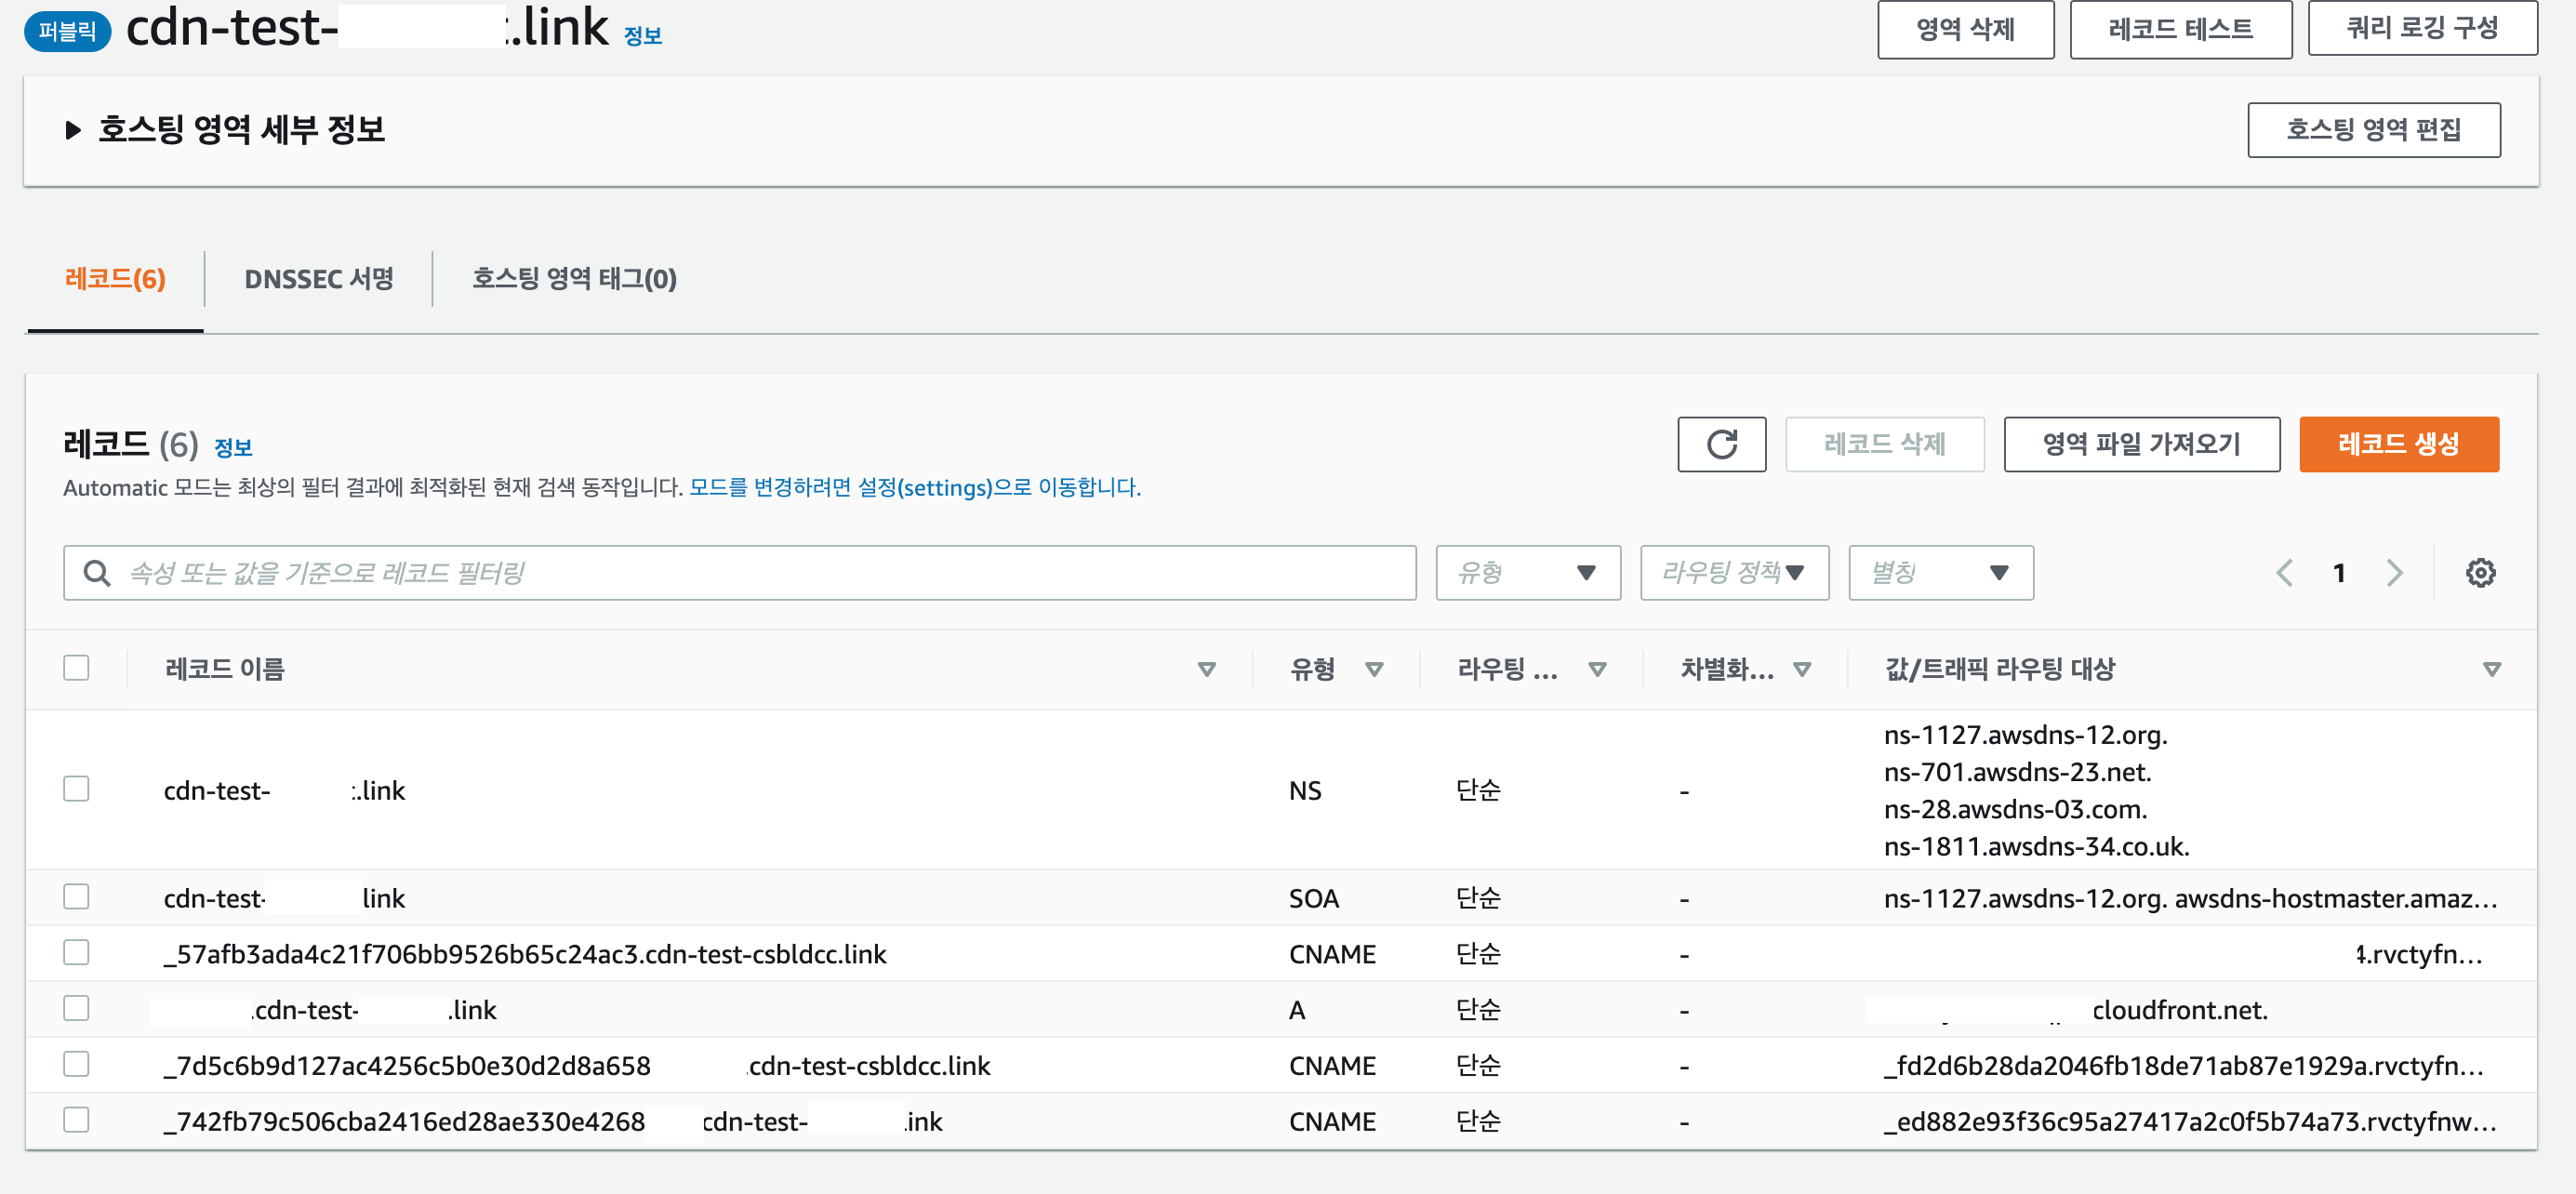 퍼블릭 cdn-test- .link 정보
영역 삭제 레코드 테스트 쿼리 로깅 구성
호스팅 영역 세부 정보 호스팅 영역 편집
레코드(6) DNSSEC 서명 호스팅 영역 태그(0)
레코드 (6) 정보
레코드 삭제 영역 파일 가져오기 레코드 생성
Automatic 모드는 최상의 필터 결과에 최적화된 현재 검색 동작입니다. 모드를 변경하려면 설정(settings)으로 이동합니다.
속성 또는 값을 기준으로 레코드 필터링 유형 라우팅 정책 별칭 1
레코드 이름 유형 라우팅 ... 차별화... 값/트래픽 라우팅 대상
ns-1127.awsdns-12.org.
ns-701.awsdns-23.net.
cdn-test- .link NS 단순 -
ns-28.awsdns-03.com.
ns-1811.awsdns-34.co.uk.
cdn-test- link SOA 단순 - ns-1127.awsdns-12.org. awsdns-hostmaster.amaz...
_57afb3ada4c21f706bb9526b65c24ac3.cdn-test-csbldcc.link CNAME 단순 - .rvctyfn...
.cdn-test- .link A 단순 - cloudfront.net.
_7d5c6b9d127ac4256c5b0e30d2d8a658 .cdn-test-csbldcc.link CNAME 단순 - _fd2d6b28da2046fb18de71ab87e1929a.rvctyfn...
_742fb79c506cba2416ed28ae330e4268 cdn-test- .ink CNAME 단순 - _ed882e93f36c95a27417a2c0f5b74a73.rvctyfnw...